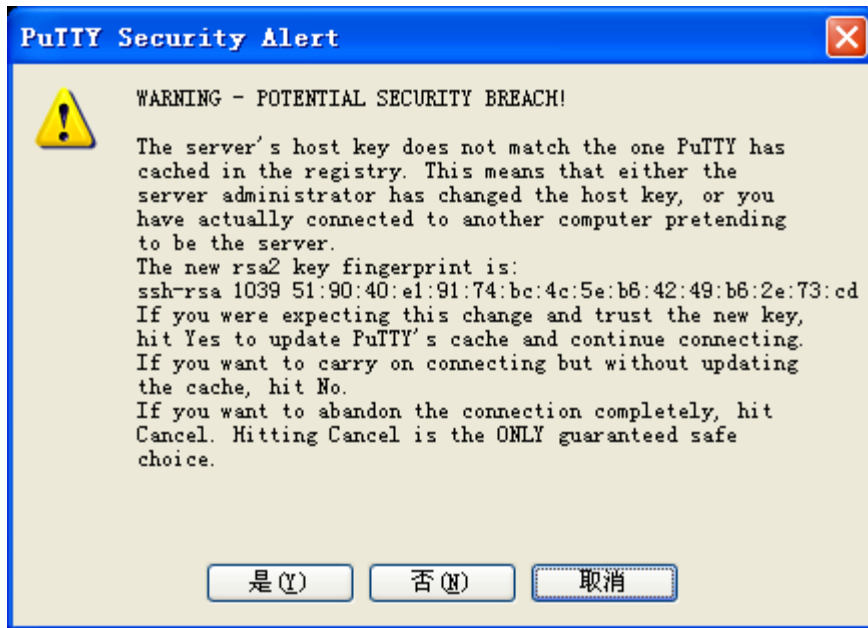 PuTTY Security Alert
WARNING - POTENTIAL SECURITY BREACH!
The server's host key does not match the one PuTTY has
cached in the registry. This means that either the
server administrator has changed the host key, or you
have actually connected to another computer pretending
to be the server.
The new rsa2 key fingerprint is:
ssh-rsa 1039 51:90:40:e1:91:74:bc:4c:5e:b6:42:49:b6:2e:73:cd
If you were expecting this change and trust the new key,
hit Yes to update PuTTY's cache and continue connecting.
If you want to carry on connecting but without updating
the cache, hit No.
If you want to abandon the connection completely, hit
Cancel. Hitting Cancel is the ONLY guaranteed safe
choice.
是(Y) 否(N) 取消